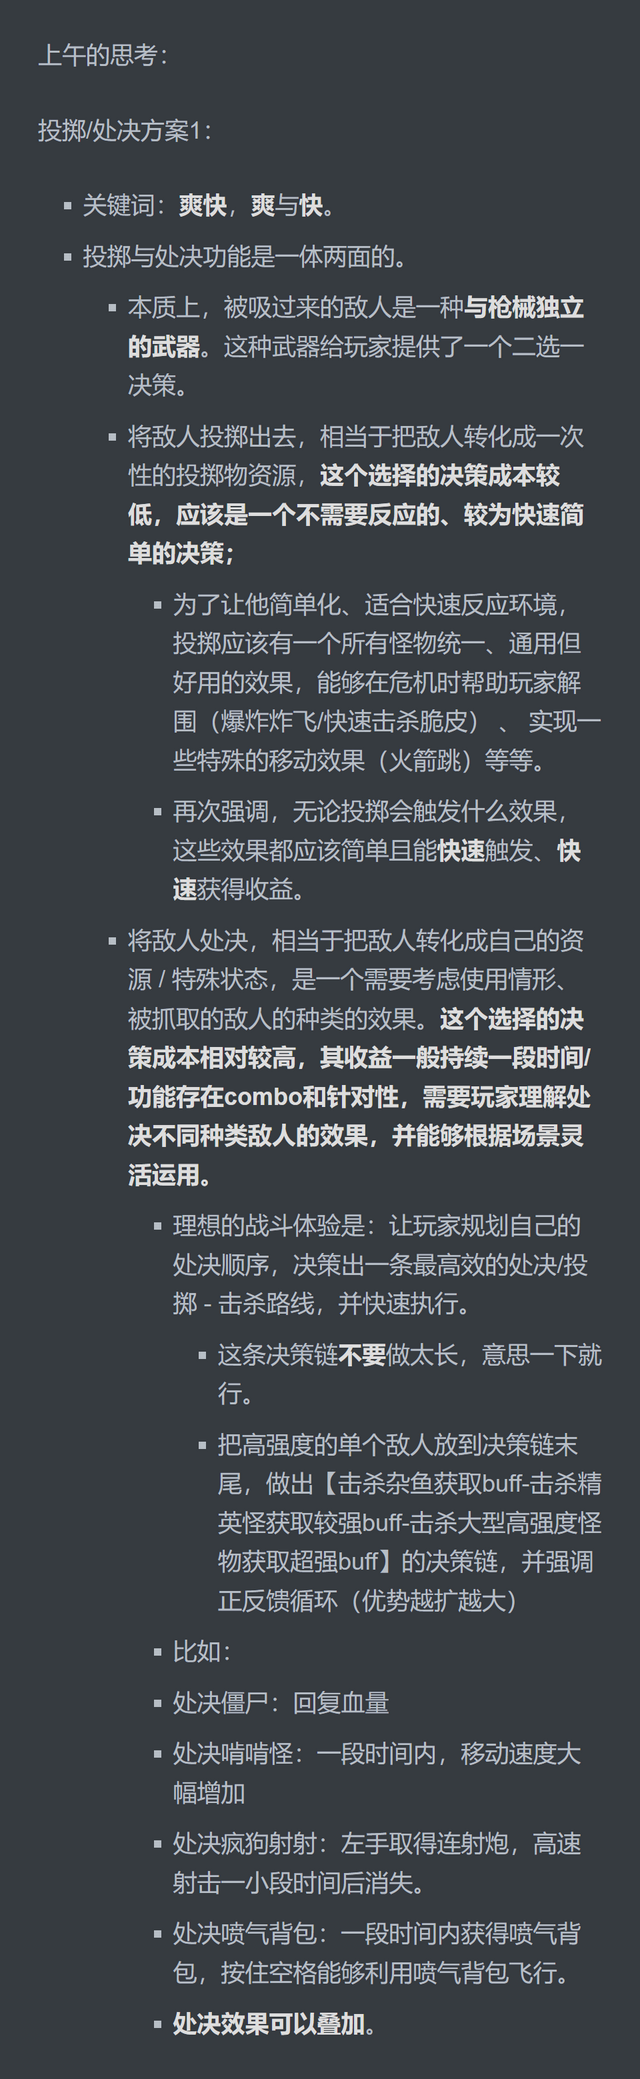 上午的思考：
投掷/处决方案1：
关键词：爽快，爽与快。
投掷与处决功能是一体两面的。
本质上，被吸过来的敌人是一种与枪械独立
的武器。这种武器给玩家提供了一个二选一
决策。
将敌人投掷出去，相当于把敌人转化成一次
性的投掷物资源，这个选择的决策成本较
低，应该是一个不需要反应的、较为快速简
单的决策；
为了让他简单化、适合快速反应环境，
投掷应该有一个所有怪物统一、通用但
好用的效果，能够在危机时帮助玩家解
围（爆炸炸飞/快速击杀脆皮） 、 实现一
些特殊的移动效果（火箭跳）等等。
再次强调，无论投掷会触发什么效果，
这些效果都应该简单且能快速触发、快
速获得收益。
将敌人处决，相当于把敌人转化成自己的资
源 / 特殊状态，是一个需要考虑使用情形、
被抓取的敌人的种类的效果。这个选择的决
策成本相对较高，其收益一般持续一段时间/
功能存在combo和针对性，需要玩家理解处
决不同种类敌人的效果，并能够根据场景灵
活运用。
理想的战斗体验是：让玩家规划自己的
处决顺序，决策出一条最高效的处决/投
掷 - 击杀路线，并快速执行。
这条决策链不要做太长，意思一下就
行。
把高强度的单个敌人放到决策链末
尾，做出【击杀杂鱼获取buff-击杀精
英怪获取较强buff-击杀大型高强度怪
物获取超强buff】的决策链，并强调
正反馈循环（优势越扩越大）
比如：
处决僵尸：回复血量
处决啃啃怪：一段时间内，移动速度大
幅增加
处决疯狗射射：左手取得连射炮，高速
射击一小段时间后消失。
处决喷气背包：一段时间内获得喷气背
包，按住空格能够利用喷气背包飞行。
处决效果可以叠加。